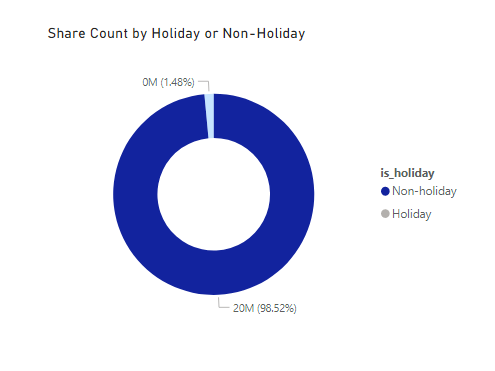 Share Count by Holiday or Non-Holiday
0M (1.48%)
is_holiday
Non-holiday
Holiday
20M (98.52%)